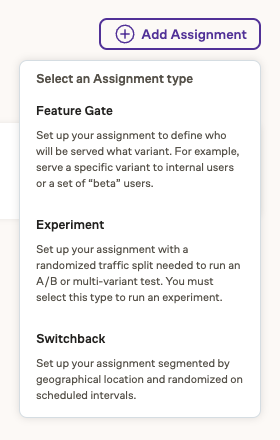 Add Assignment
Select an Assignment type
Feature Gate
Set up your assignment to define who
will be served what variant. For example,
serve a specific variant to internal users
or a set of “beta” users.
Experiment
Set up your assignment with a
randomized traffic split needed to run an
A/B or multi-variant test. You must
select this type to run an experiment.
Switchback
Set up your assignment segmented by
geographical location and randomized on
scheduled intervals.